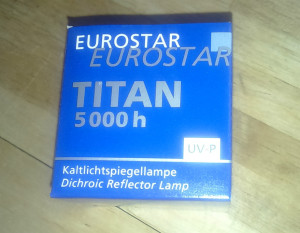 EUROSTAR
EUROSTAR
TITAN
5000 h
UV-P
Kaltlichtspiegellampe
Dichroic Reflector Lamp